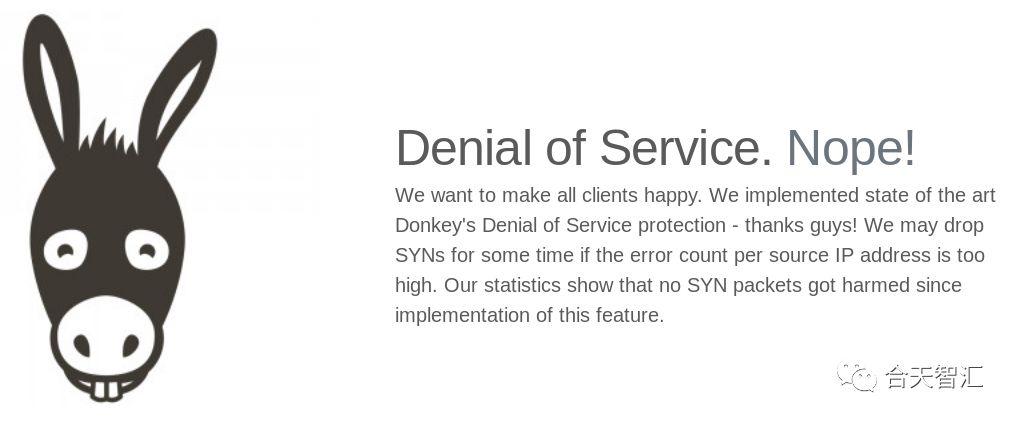 Denial of Service. Nope!
We want to make all clients happy. We implemented state of the art
Donkey's Denial of Service protection - thanks guys! We may drop
SYNs for some time if the error count per source IP address is too
high. Our statistics show that no SYN packets got harmed since
implementation of this feature.
合天智汇